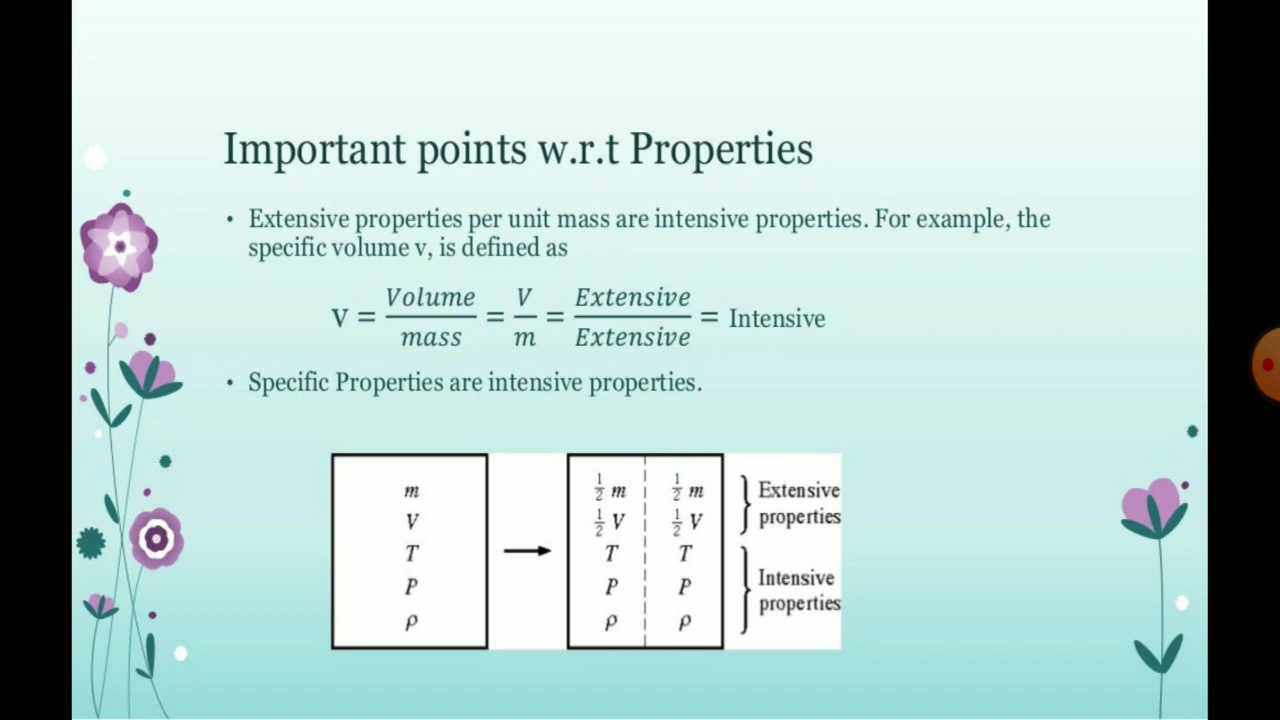 Important points w.r.t Properties
• Extensive properties per unit mass are intensive properties. For example, the
specific volume v, is defined as
V = Volume/mass = V/m = Extensive/Extensive = Intensive
• Specific Properties are intensive properties.
m
V
T
P
ρ
½ m ½ m
½ V ½ V
T T
P P
ρ ρ
Extensive
properties
Intensive
properties